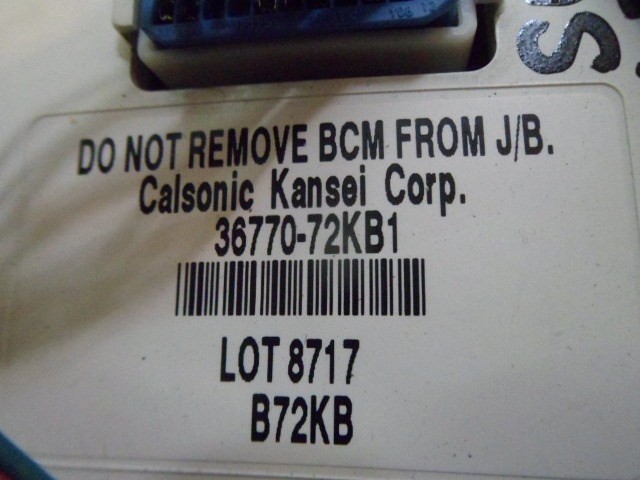 DO NOT REMOVE BCM FROM J/B.
Calsonic Kansei Corp.
36770-72KB1
LOT 8717
B72KB